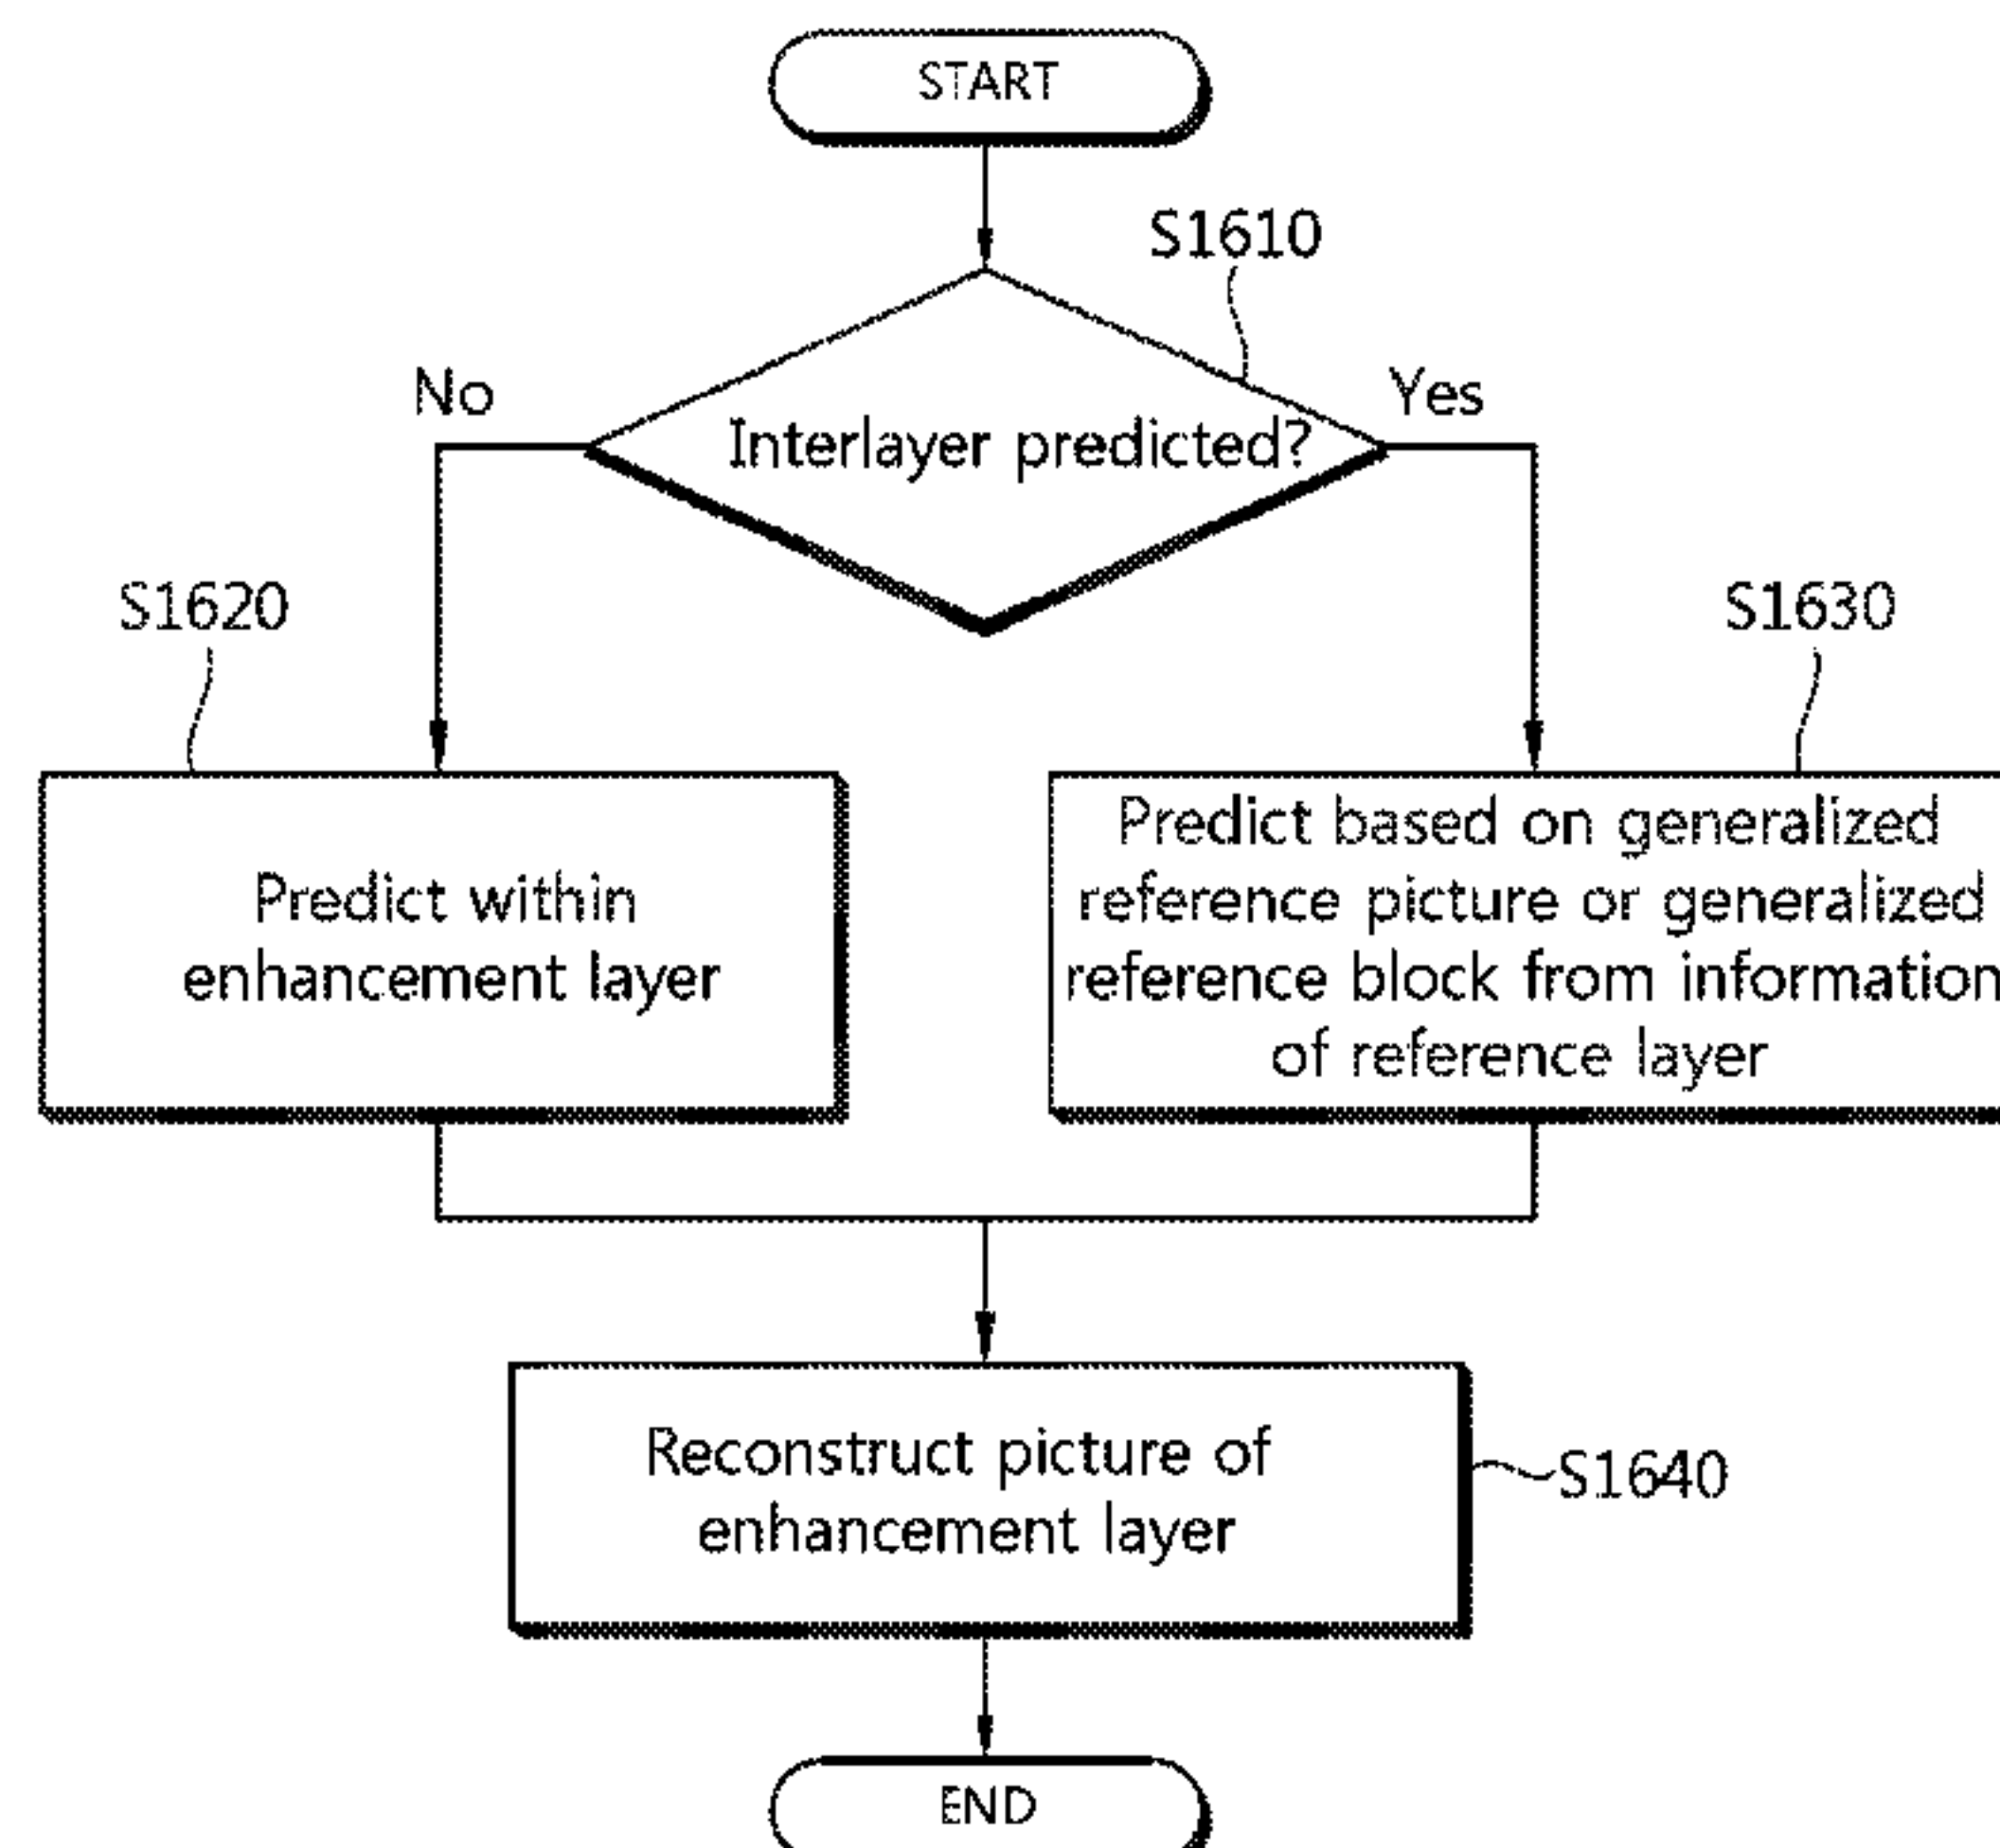 START
S1610
No
Yes
Interlayer predicted?
S1620
S1630
Predict within
enhancement layer
Predict based on generalized
reference picture or generalized
reference block from information
of reference layer
Reconstruct picture of
enhancement layer
S1640
END